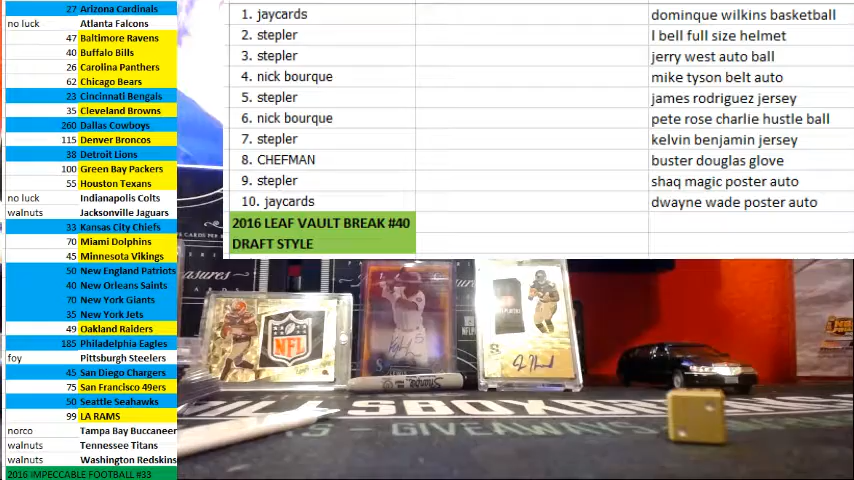 27 Arizona Cardinals
no luck Atlanta Falcons
47 Baltimore Ravens
40 Buffalo Bills
26 Carolina Panthers
62 Chicago Bears
23 Cincinnati Bengals
35 Cleveland Browns
260 Dallas Cowboys
115 Denver Broncos
38 Detroit Lions
100 Green Bay Packers
55 Houston Texans
no luck Indianapolis Colts
walnuts Jacksonville Jaguars
33 Kansas City Chiefs
70 Miami Dolphins
45 Minnesota Vikings
50 New England Patriots
40 New Orleans Saints
70 New York Giants
35 New York Jets
49 Oakland Raiders
185 Philadelphia Eagles
foy Pittsburgh Steelers
45 San Diego Chargers
75 San Francisco 49ers
50 Seattle Seahawks
99 LA RAMS
norco Tampa Bay Buccaneer
walnuts Tennessee Titans
walnuts Washington Redskins
2016 IMPECCABLE FOOTBALL #33
1. jaycards dominque wilkins basketball
2. stepler l bell full size helmet
3. stepler jerry west auto ball
4. nick bourque mike tyson belt auto
5. stepler james rodriguez jersey
6. nick bourque pete rose charlie hustle ball
7. stepler kelvin benjamin jersey
8. CHEFMAN buster douglas glove
9. stepler shaq magic poster auto
10. jaycards dwayne wade poster auto
2016 LEAF VAULT BREAK #40
DRAFT STYLE
NFL
Sharpie
GIVEAWAYS